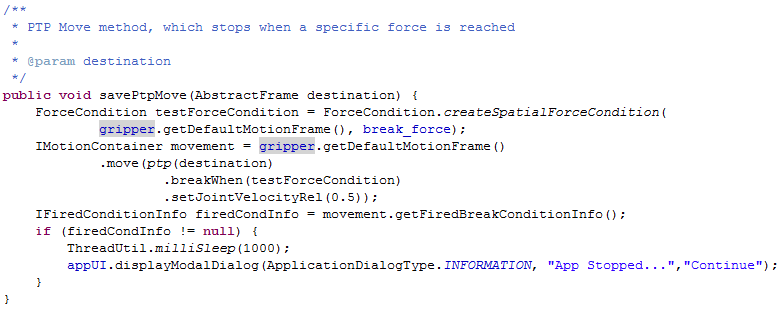 /**
 * PTP Move method, which stops when a specific force is reached
 *
 * @param destination
 */
public void savePtpMove(AbstractFrame destination) {
    ForceCondition testForceCondition = ForceCondition.createSpatialForceCondition(
            gripper.getDefaultMotionFrame(), break_force);
    IMotionContainer movement = gripper.getDefaultMotionFrame()
            .move(ptp(destination)
                    .breakWhen(testForceCondition)
                    .setJointVelocityRel(0.5));
    IFiredConditionInfo firedCondInfo = movement.getFiredBreakConditionInfo();
    if (firedCondInfo != null) {
        ThreadUtil.milliSleep(1000);
        appUI.displayModalDialog(ApplicationDialogType.INFORMATION, "App Stopped...","Continue");
    }
}